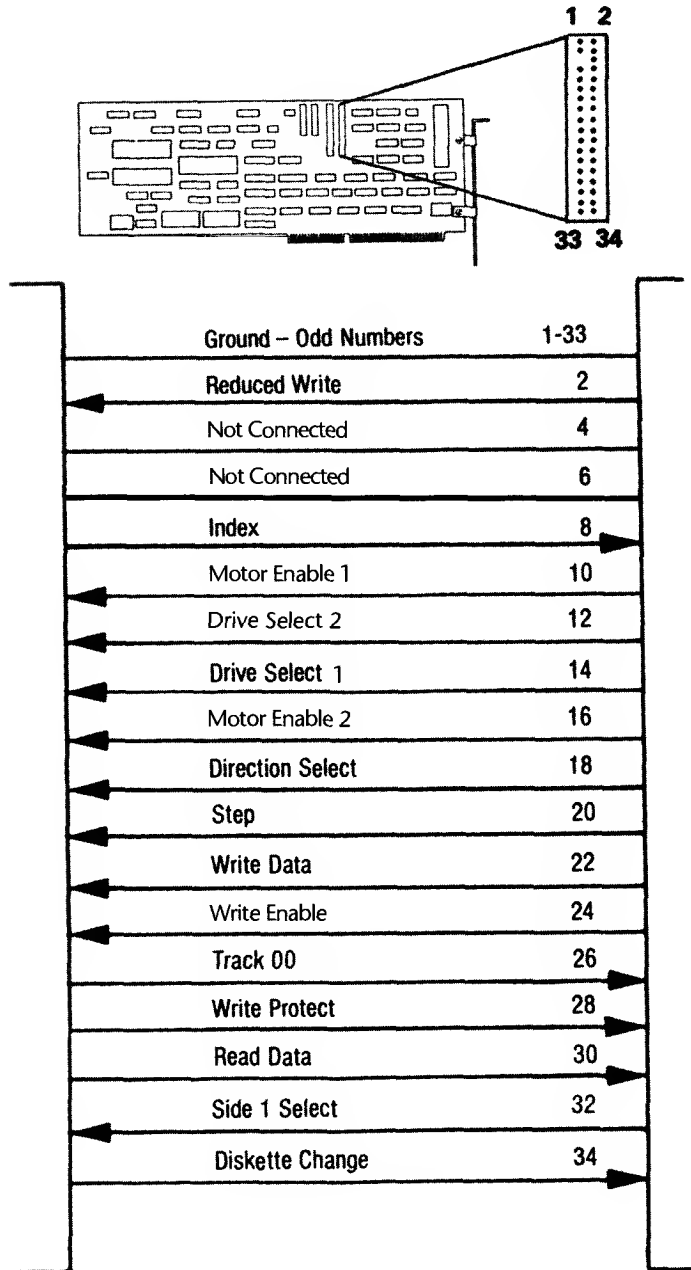 1 2
33 34
Ground – Odd Numbers 1-33
Reduced Write 2
Not Connected 4
Not Connected 6
Index 8
Motor Enable 1 10
Drive Select 2 12
Drive Select 1 14
Motor Enable 2 16
Direction Select 18
Step 20
Write Data 22
Write Enable 24
Track 00 26
Write Protect 28
Read Data 30
Side 1 Select 32
Diskette Change 34